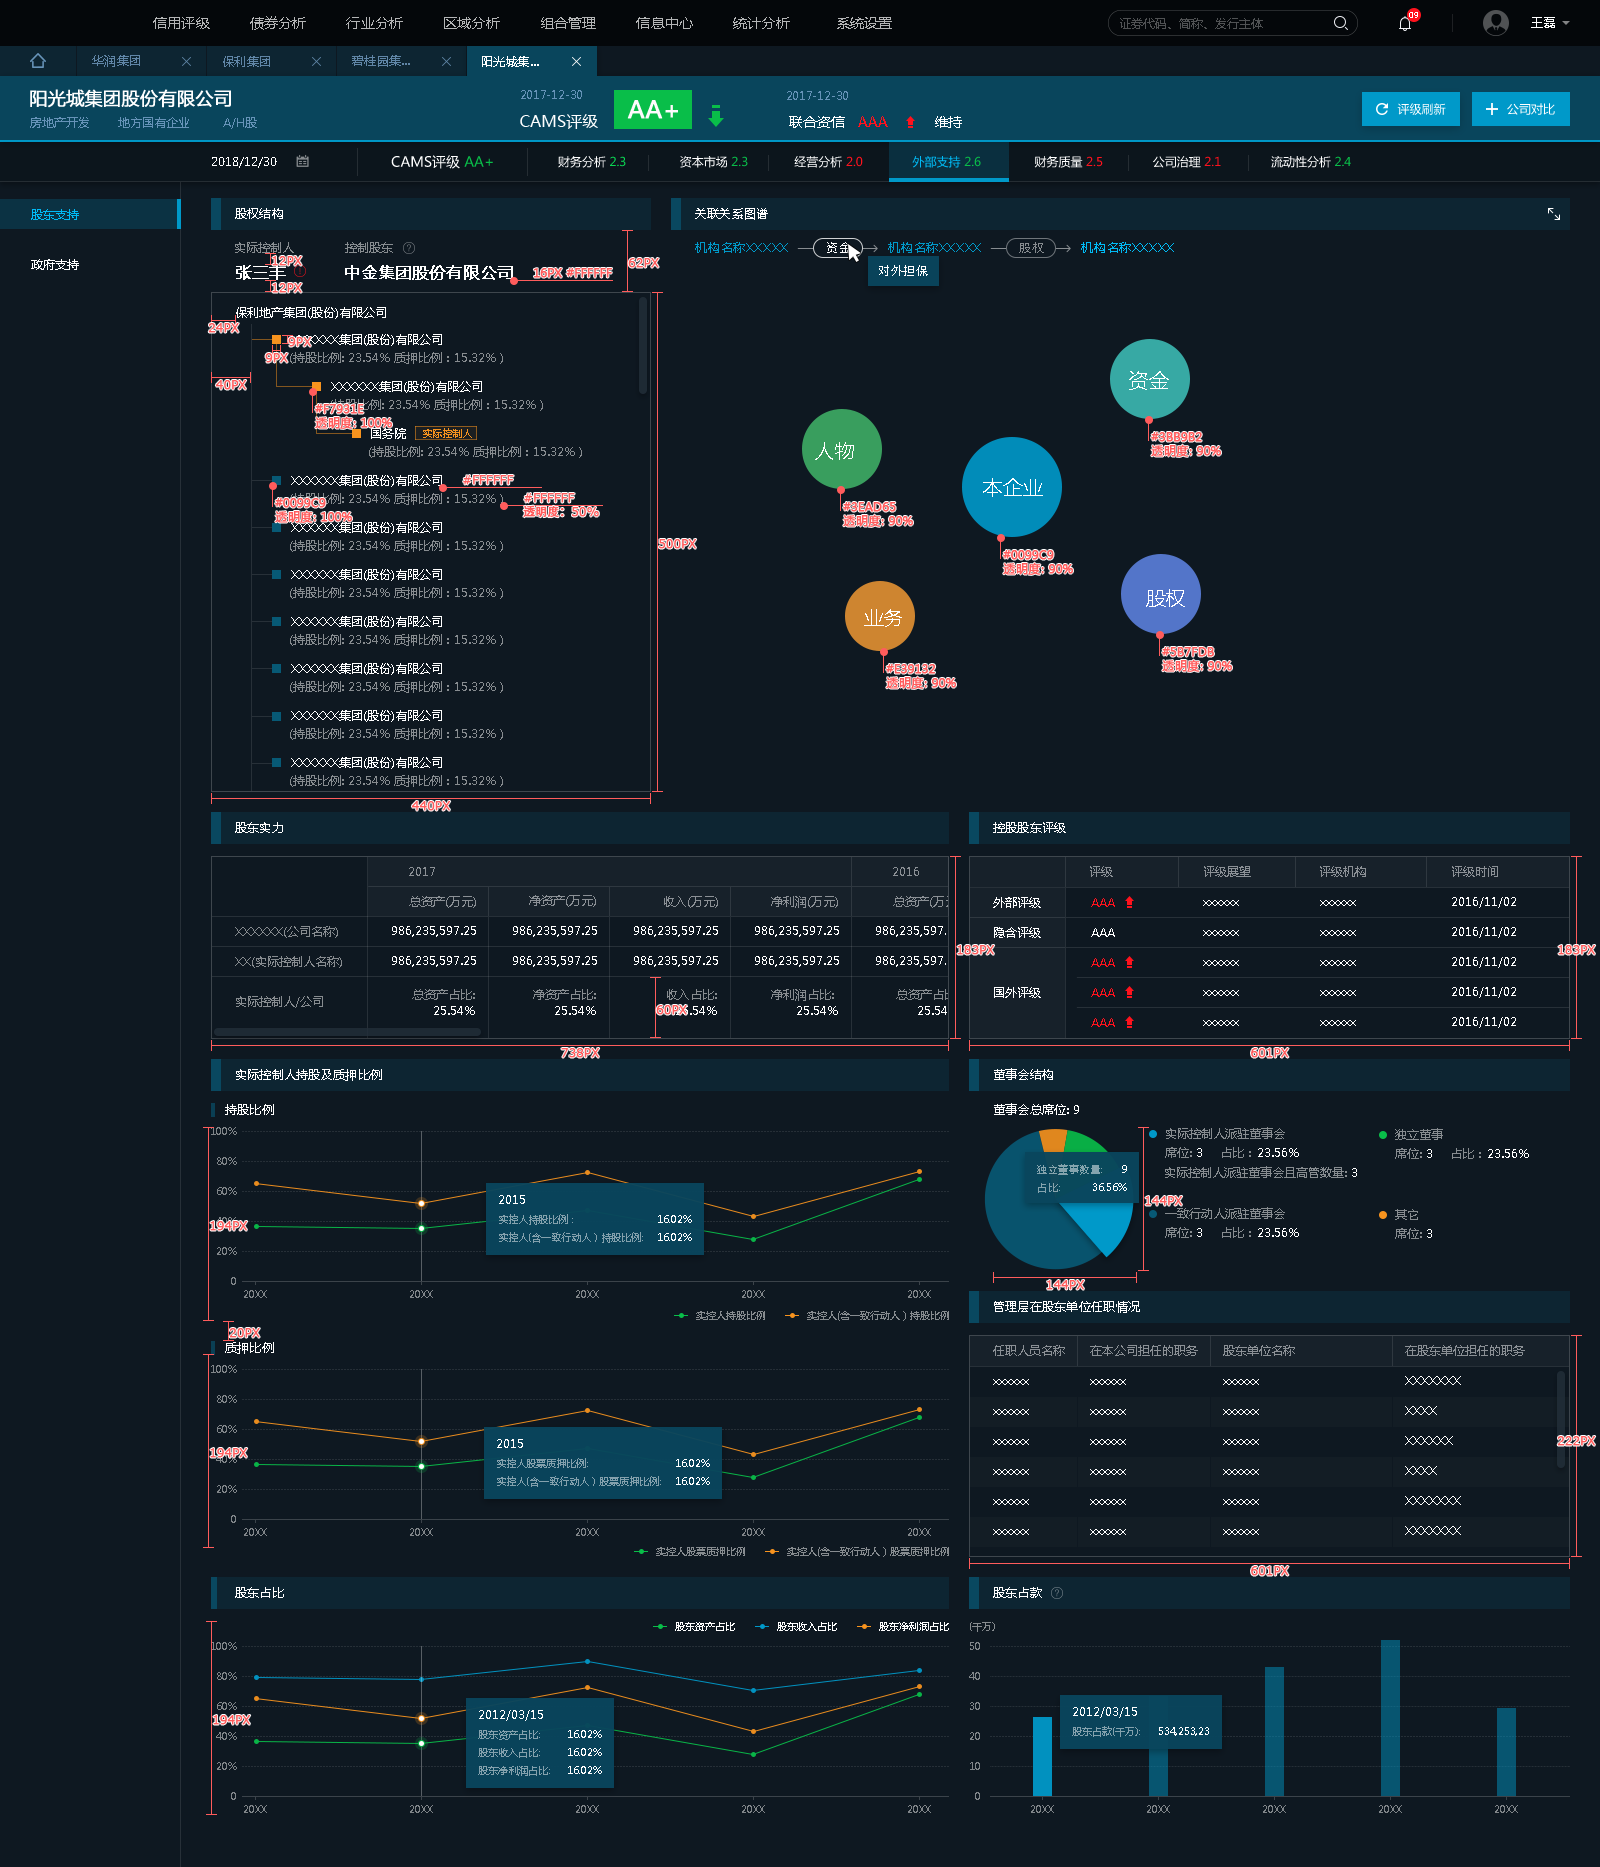 信用评级 债券分析 行业分析 区域分析 组合管理 信息中心 统计分析 系统设置 证券代码、简称、发行主体 99 王磊
华润集团 保利集团 碧桂园集... 阳光城集...
阳光城集团股份有限公司
房地产开发 地方国有企业 A/H股
2017-12-30
CAMS评级 AA+
2017-12-30
联合资信 AAA 维持
评级刷新 公司对比
2018/12/30 CAMS评级 AA+ 财务分析 2.3 资本市场 2.3 经营分析 2.0 外部支持 2.6 财务质量 2.5 公司治理 2.1 流动性分析 2.4
股东支持
政府支持
股权结构
实际控制人 控制股东
张三丰 中金集团股份有限公司
12PX
12PX
16PX #FFFFFF
62PX
保利地产集团(股份)有限公司
24PX
XXX集团(股份)有限公司
9PX
9PX
(持股比例: 23.54% 质押比例：15.32% )
40PX
XXXXXX集团(股份)有限公司
(持股比例: 23.54% 质押比例：15.32% )
#F7931E
透明度: 100%
国务院 实际控制人
(持股比例: 23.54% 质押比例：15.32% )
XXXXXX集团(股份)有限公司
#FFFFFF
(持股比例: 23.54% 质押比例：15.32% )
#FFFFFF
透明度: 50%
#0099C9
透明度: 100%
XXXXXX集团(股份)有限公司
(持股比例: 23.54% 质押比例：15.32% )
XXXXXX集团(股份)有限公司
(持股比例: 23.54% 质押比例：15.32% )
XXXXXX集团(股份)有限公司
(持股比例: 23.54% 质押比例：15.32% )
XXXXXX集团(股份)有限公司
(持股比例: 23.54% 质押比例：15.32% )
XXXXXX集团(股份)有限公司
(持股比例: 23.54% 质押比例：15.32% )
XXXXXX集团(股份)有限公司
(持股比例: 23.54% 质押比例：15.32% )
500PX
440PX
关联关系图谱
机构名称XXXXX 资金 机构名称XXXXX 股权 机构名称XXXXX
对外担保
资金
#3BB9B2
透明度: 90%
人物
#3EAD65
透明度: 90%
本企业
#0099C9
透明度: 90%
业务
#E39132
透明度: 90%
股权
#5B7FDB
透明度: 90%
股东实力
2017 2016
总资产(万元) 净资产(万元) 收入(万元) 净利润(万元) 总资产(万
XXXXXX(公司名称) 986,235,597.25 986,235,597.25 986,235,597.25 986,235,597.25 986,235,597.
XX(实际控制人名称) 986,235,597.25 986,235,597.25 986,235,597.25 986,235,597.25 986,235,597.
实际控制人/公司 总资产占比: 净资产占比: 收入占比: 净利润占比: 总资产占比
25.54% 25.54% 5.54% 25.54% 25.54
60PX
183PX
738PX
控股股东评级
评级 评级展望 评级机构 评级时间
外部评级 AAA XXXXXX XXXXXX 2016/11/02
隐含评级 AAA XXXXXX XXXXXX 2016/11/02
AAA XXXXXX XXXXXX 2016/11/02
国外评级 AAA XXXXXX XXXXXX 2016/11/02
AAA XXXXXX XXXXXX 2016/11/02
183PX
601PX
实际控制人持股及质押比例
持股比例
100%
80%
60%
40%
20%
0
194PX
2015
实控人持股比例： 16.02%
实控人(含一致行动人）持股比例: 16.02%
20XX 20XX 20XX 20XX 20XX
实控人持股比例 实控人(含一致行动人）持股比例
20PX
质押比例
100%
80%
60%
40%
20%
0
194PX
2015
实控人股票质押比例: 16.02%
实控人(含一致行动人）股票质押比例: 16.02%
20XX 20XX 20XX 20XX 20XX
实控人股票质押比例 实控人(含一致行动人）股票质押比例
董事会结构
董事会总席位: 9
独立董事数量: 9
占比: 36.56%
144PX
144PX
实际控制人派驻董事会
席位: 3 占比：23.56%
实际控制人派驻董事会且高管数量: 3
独立董事
席位: 3 占比：23.56%
一致行动人派驻董事会
席位: 3 占比：23.56%
其它
席位: 3
管理层在股东单位任职情况
任职人员名称 在本公司担任的职务 股东单位名称 在股东单位担任的职务
XXXXXX XXXXXX XXXXXX XXXXXXX
XXXXXX XXXXXX XXXXXX XXXX
XXXXXX XXXXXX XXXXXX XXXXXX
XXXXXX XXXXXX XXXXXX XXXX
XXXXXX XXXXXX XXXXXX XXXXXXX
XXXXXX XXXXXX XXXXXX XXXXXXX
222PX
601PX
股东占比
股东资产占比 股东收入占比 股东净利润占比
100%
80%
60%
40%
20%
0
194PX
2012/03/15
股东资产占比: 16.02%
股东收入占比: 16.02%
股东净利润占比: 16.02%
20XX 20XX 20XX 20XX 20XX
股东占款
(千万)
50
40
30
20
10
0
2012/03/15
股东占款(千万): 534,253,23
20XX 20XX 20XX 20XX 20XX